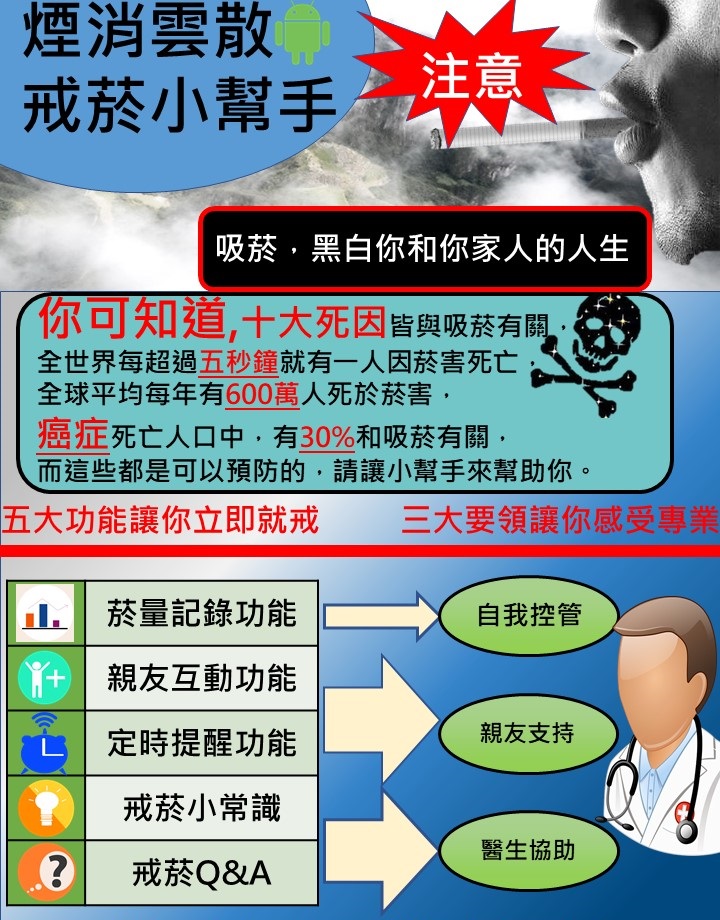 煙消雲散
戒菸小幫手
注意
吸菸，黑白你和你家人的人生
你可知道,十大死因皆與吸菸有關，
全世界每超過五秒鐘就有一人因菸害死亡，
全球平均每年有600萬人死於菸害，
癌症死亡人口中，有30%和吸菸有關，
而這些都是可以預防的，請讓小幫手來幫助你。
五大功能讓你立即就戒
三大要領讓你感受專業
菸量記錄功能
親友互動功能
定時提醒功能
戒菸小常識
戒菸Q&A
自我控管
親友支持
醫生協助